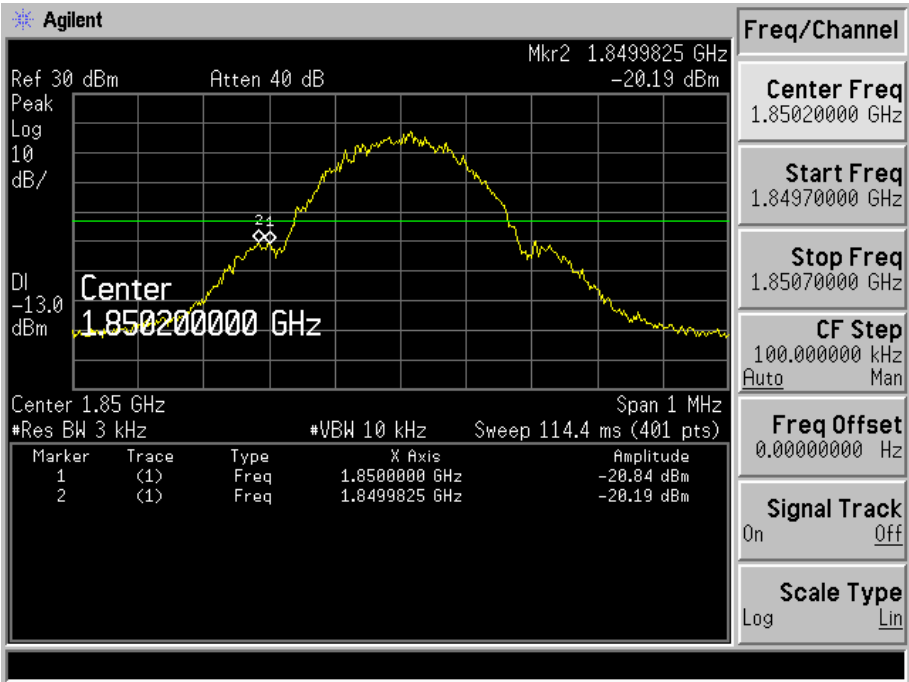 Agilent
Freq/Channel
Mkr2 1.8499825 GHz
Ref 30 dBm Atten 40 dB -20.19 dBm
Peak
Log
10
dB/
2 1
DI
-13.0
dBm
Center
1.850200000 GHz
Center 1.85 GHz Span 1 MHz
#Res BW 3 kHz #VBW 10 kHz Sweep 114.4 ms (401 pts)
Marker Trace Type X Axis Amplitude
1 (1) Freq 1.8500000 GHz -20.84 dBm
2 (1) Freq 1.8499825 GHz -20.19 dBm
Center Freq
1.85020000 GHz
Start Freq
1.84970000 GHz
Stop Freq
1.85070000 GHz
CF Step
100.000000 kHz
Auto Man
Freq Offset
0.00000000 Hz
Signal Track
On Off
Scale Type
Log Lin